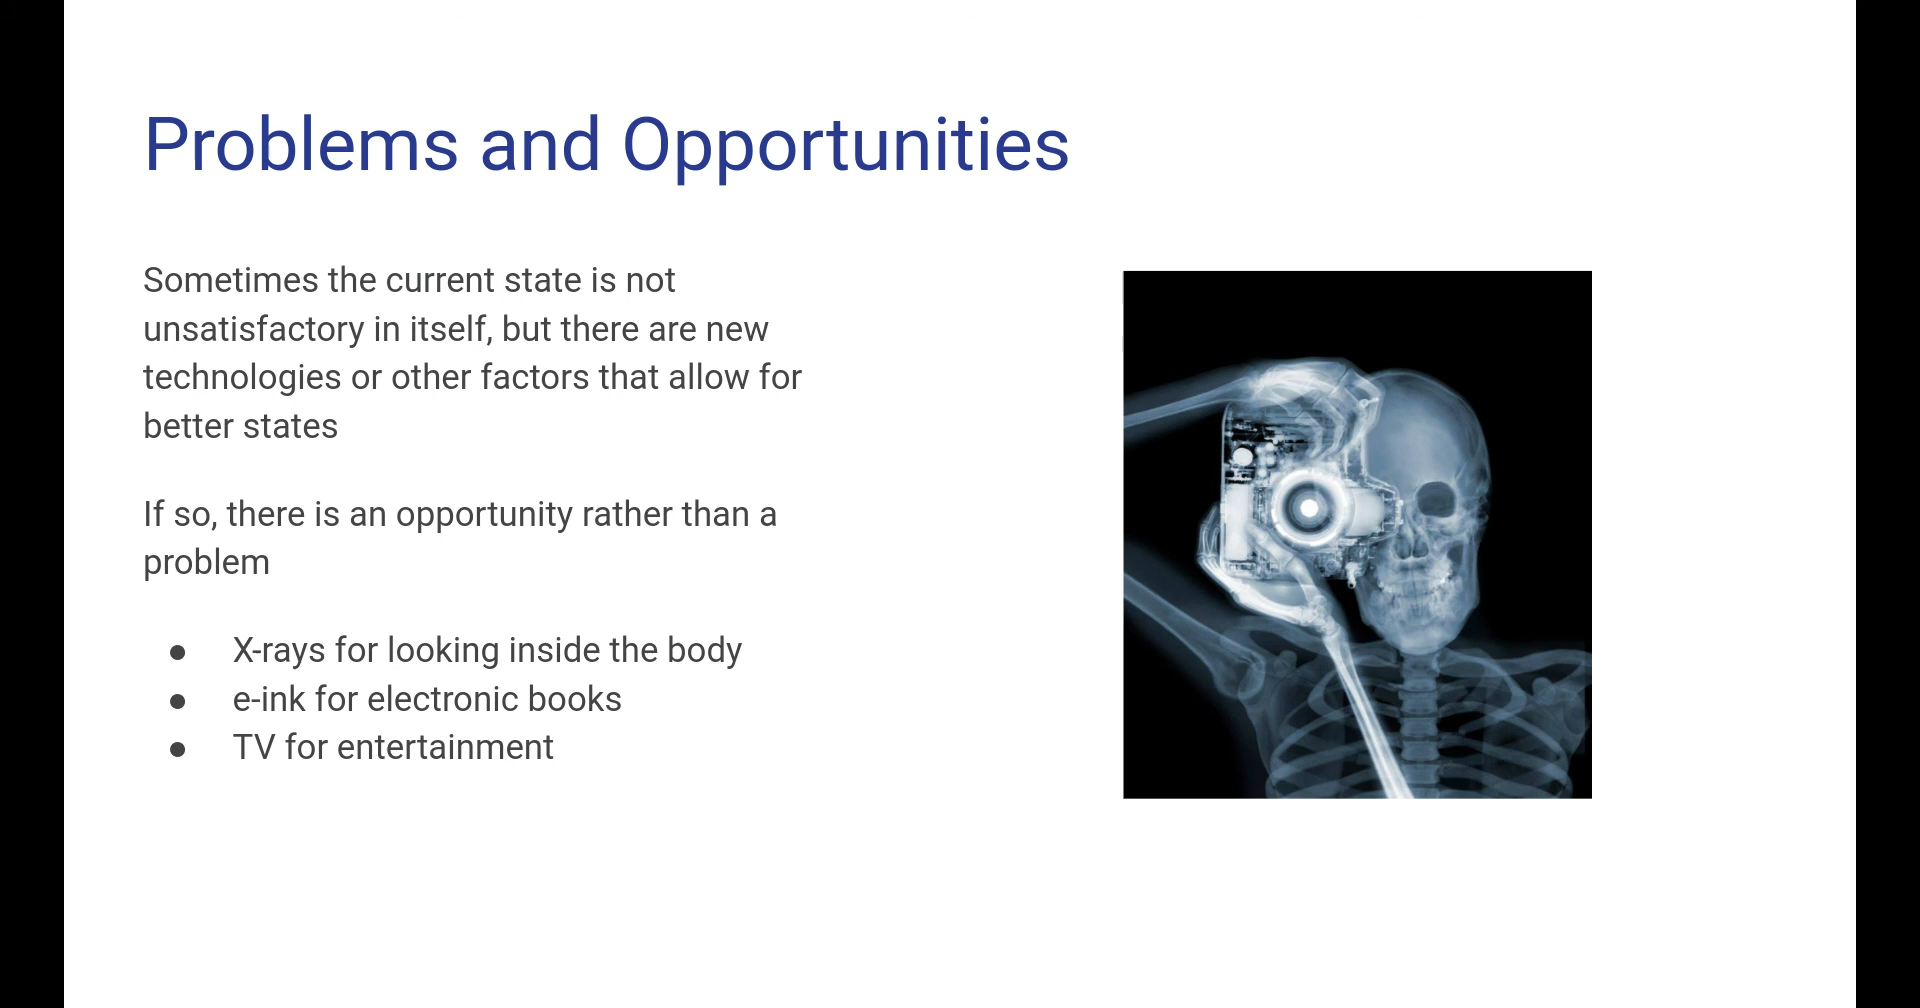 Problems and Opportunities
Sometimes the current state is not
unsatisfactory in itself, but there are new
technologies or other factors that allow for
better states
If so, there is an opportunity rather than a
problem
● X-rays for looking inside the body
● e-ink for electronic books
● TV for entertainment